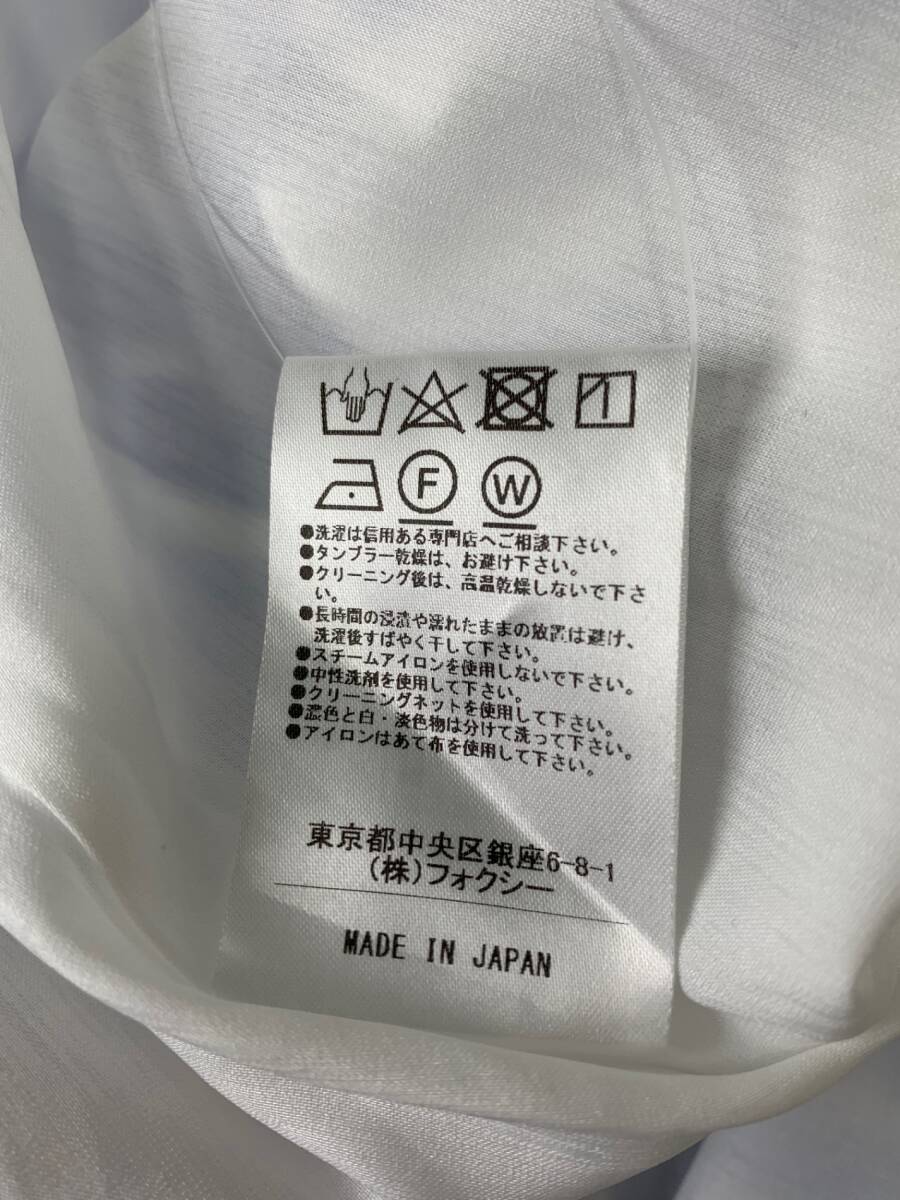 F W
●洗濯は信用ある専門店へご相談下さい。
●タンブラー乾燥は、お避け下さい。
●クリーニング後は、高温乾燥しないで下さ
い。
●長時間の浸漬や濡れたままの放置は避け、
洗濯後すばやく干して下さい。
●スチームアイロンを使用しないで下さい。
●中性洗剤を使用して下さい。
●クリーニングネットを使用して下さい。
●濃色と白・淡色物は分けて洗って下さい。
●アイロンはあて布を使用して下さい。
東京都中央区銀座6-8-1
(株)フォクシー
MADE IN JAPAN